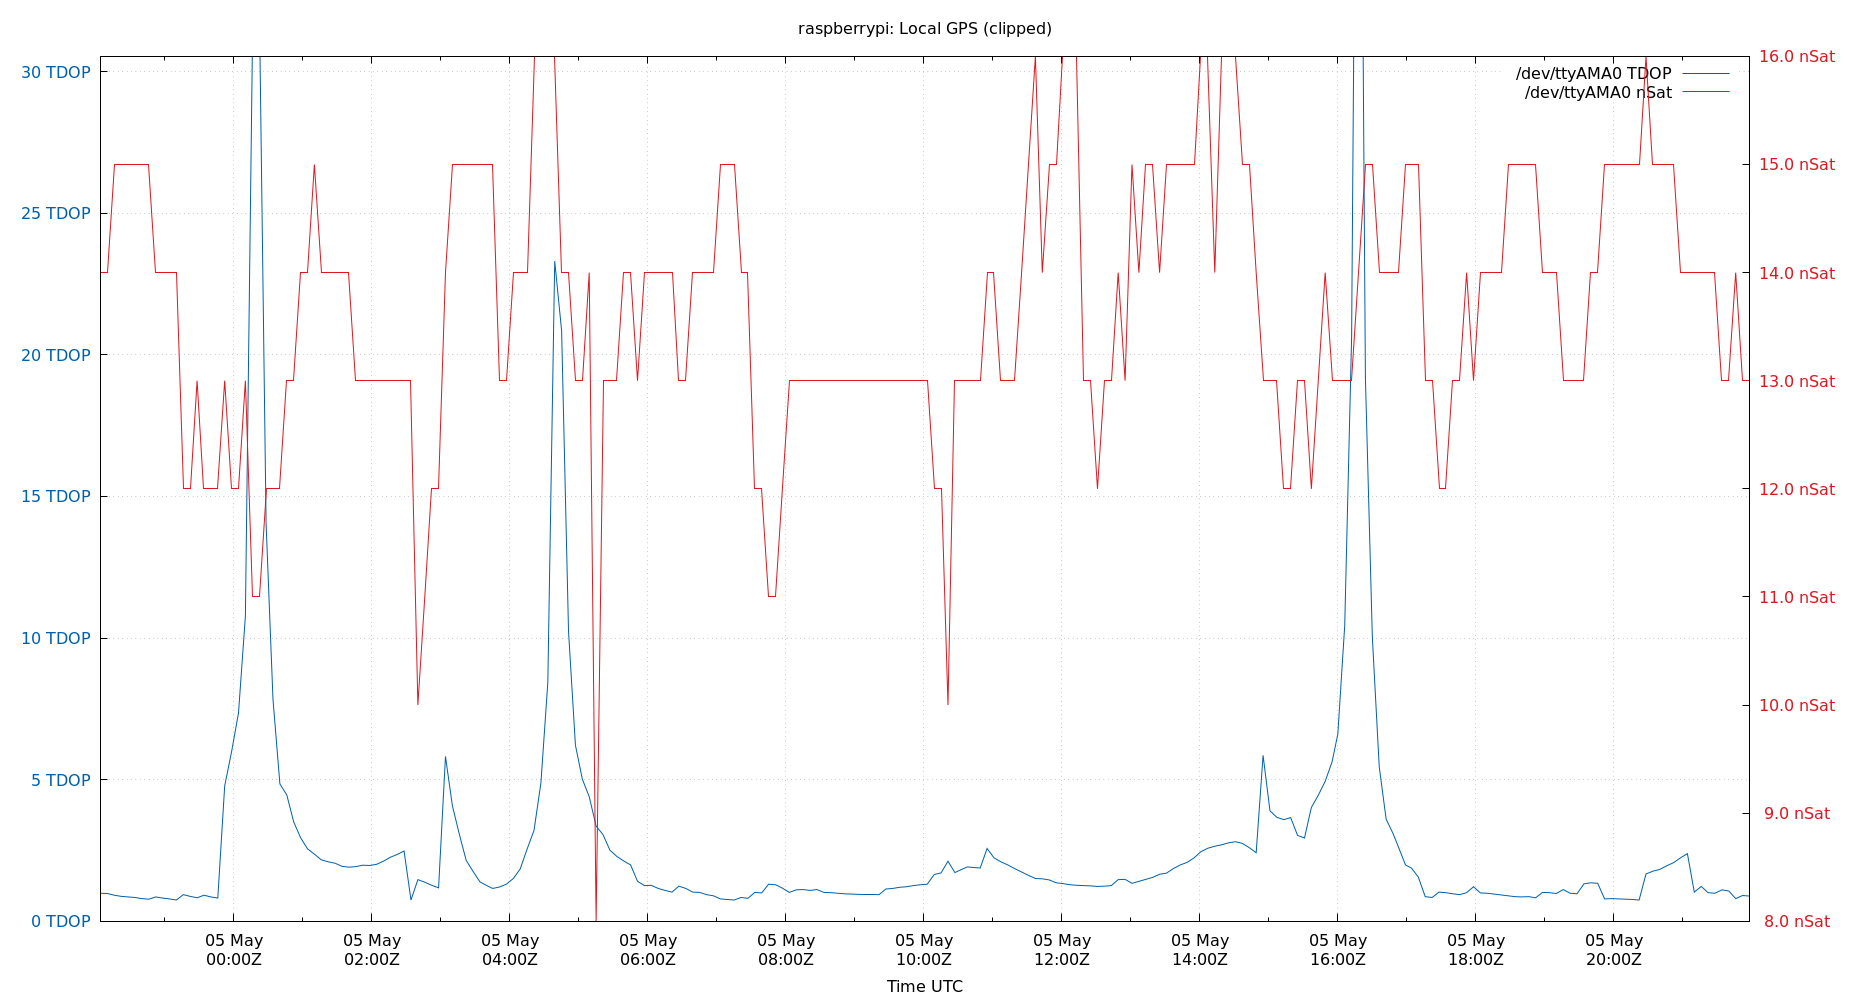 raspberrypi: Local GPS (clipped)
/dev/ttyAMA0 TDOP
/dev/ttyAMA0 nSat
30 TDOP
25 TDOP
20 TDOP
15 TDOP
10 TDOP
5 TDOP
0 TDOP
16.0 nSat
15.0 nSat
14.0 nSat
13.0 nSat
12.0 nSat
11.0 nSat
10.0 nSat
9.0 nSat
8.0 nSat
05 May 05 May 05 May 05 May 05 May 05 May 05 May 05 May 05 May 05 May 05 May
00:00Z 02:00Z 04:00Z 06:00Z 08:00Z 10:00Z 12:00Z 14:00Z 16:00Z 18:00Z 20:00Z
Time UTC